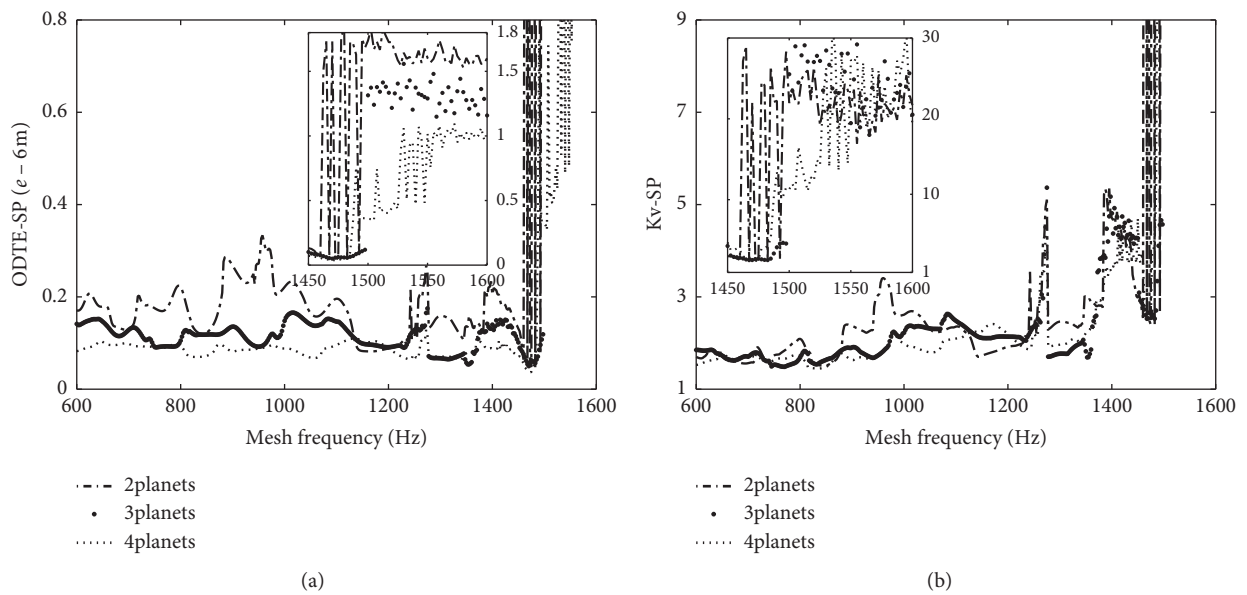 0.8
0.6
0.4
0.2
0
ODTE-SP (e – 6m)
600 800 1000 1200 1400 1600
Mesh frequency (Hz)
1.8
1.5
1
0.5
0
1450 1500 1550 1600
2planets
3planets
4planets
(a)
9
7
5
3
1
Kv-SP
600 800 1000 1200 1400 1600
Mesh frequency (Hz)
30
20
10
1
1450 1500 1550 1600
2planets
3planets
4planets
(b)